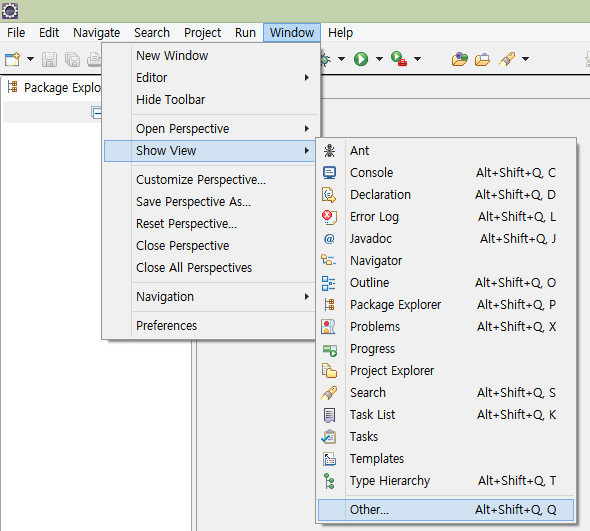 File Edit Navigate Search Project Run Window Help
Package Explo
New Window
Editor
Hide Toolbar
Open Perspective
Show View
Customize Perspective...
Save Perspective As...
Reset Perspective...
Close Perspective
Close All Perspectives
Navigation
Preferences
Ant
Console Alt+Shift+Q, C
Declaration Alt+Shift+Q, D
Error Log Alt+Shift+Q, L
Javadoc Alt+Shift+Q, J
Navigator
Outline Alt+Shift+Q, O
Package Explorer Alt+Shift+Q, P
Problems Alt+Shift+Q, X
Progress
Project Explorer
Search Alt+Shift+Q, S
Task List Alt+Shift+Q, K
Tasks
Templates
Type Hierarchy Alt+Shift+Q, T
Other... Alt+Shift+Q, Q